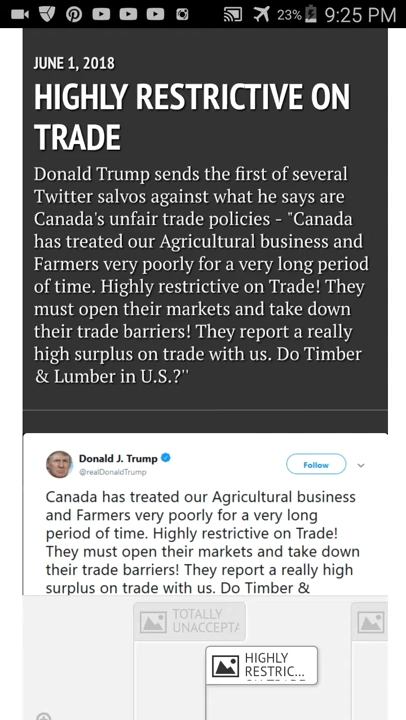 23% 9:25 PM
JUNE 1, 2018
HIGHLY RESTRICTIVE ON
TRADE
Donald Trump sends the first of several
Twitter salvos against what he says are
Canada's unfair trade policies - "Canada
has treated our Agricultural business and
Farmers very poorly for a very long period
of time. Highly restrictive on Trade! They
must open their markets and take down
their trade barriers! They report a really
high surplus on trade with us. Do Timber
& Lumber in U.S.?''
Donald J. Trump
@realDonaldTrump
Follow
Canada has treated our Agricultural business
and Farmers very poorly for a very long
period of time. Highly restrictive on Trade!
They must open their markets and take down
their trade barriers! They report a really high
surplus on trade with us. Do Timber &
TOTALLY
UNACCEPTA
HIGHLY
RESTRIC...